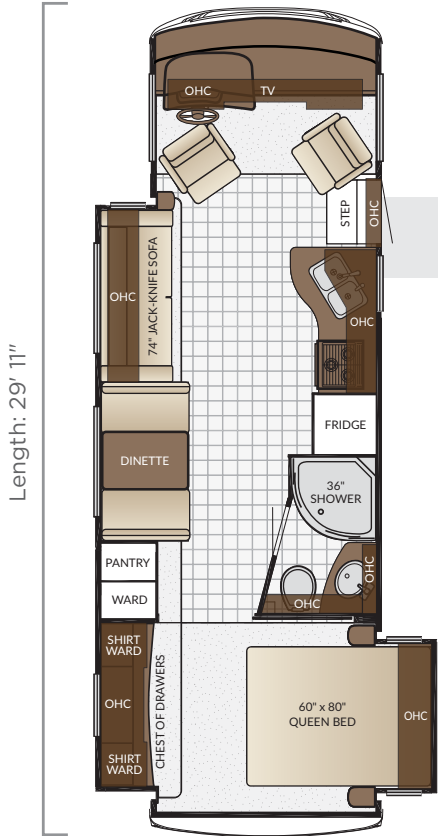 OHC
TV
STEP
OHC
OHC
74" JACK-KNIFE SOFA
OHC
Length: 29' 11"
FRIDGE
DINETTE
36"
SHOWER
PANTRY
WARD
OHC
OHC
SHIRT
WARD
OHC
SHIRT
WARD
CHEST OF DRAWERS
60" x 80"
QUEEN BED
OHC